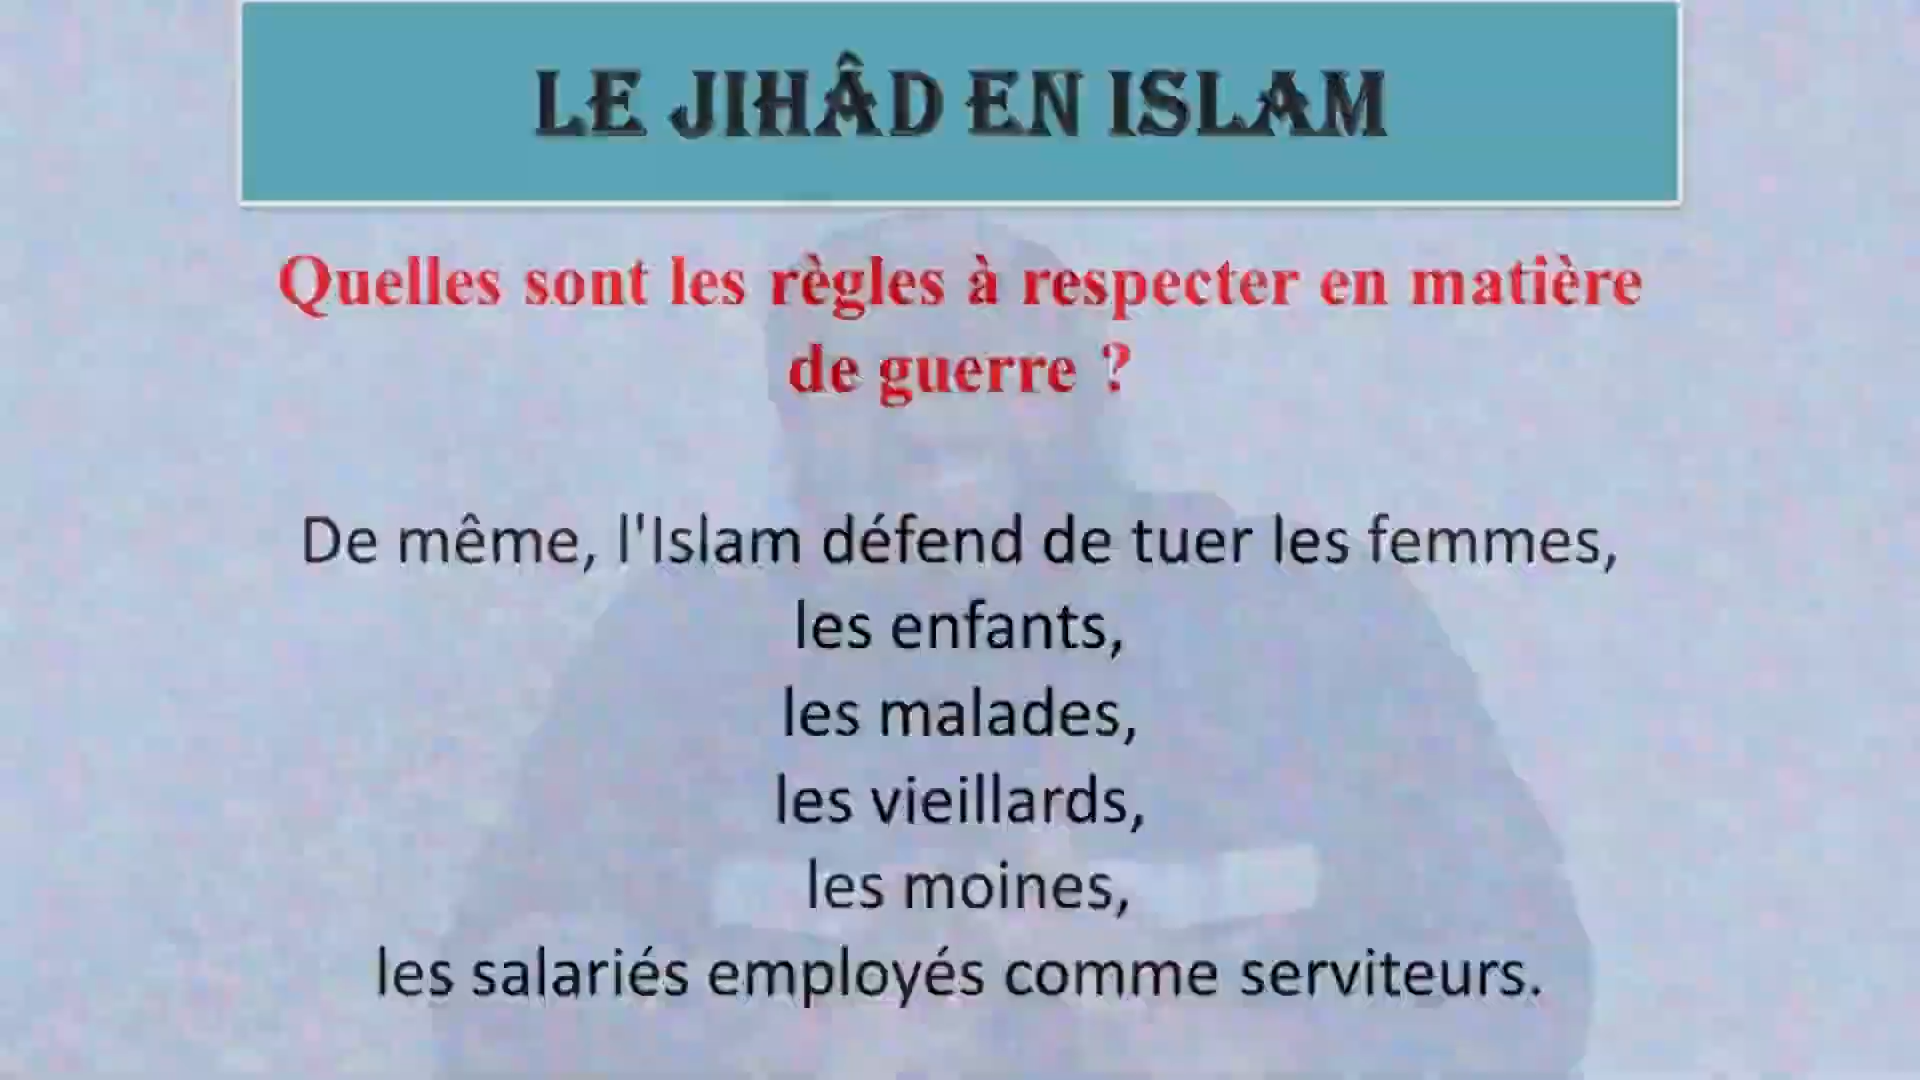 LE JIHÂD EN ISLAM
Quelles sont les règles à respecter en matière
de guerre ?
De même, l'Islam défend de tuer les femmes,
les enfants,
les malades,
les vieillards,
les moines,
les salariés employés comme serviteurs.